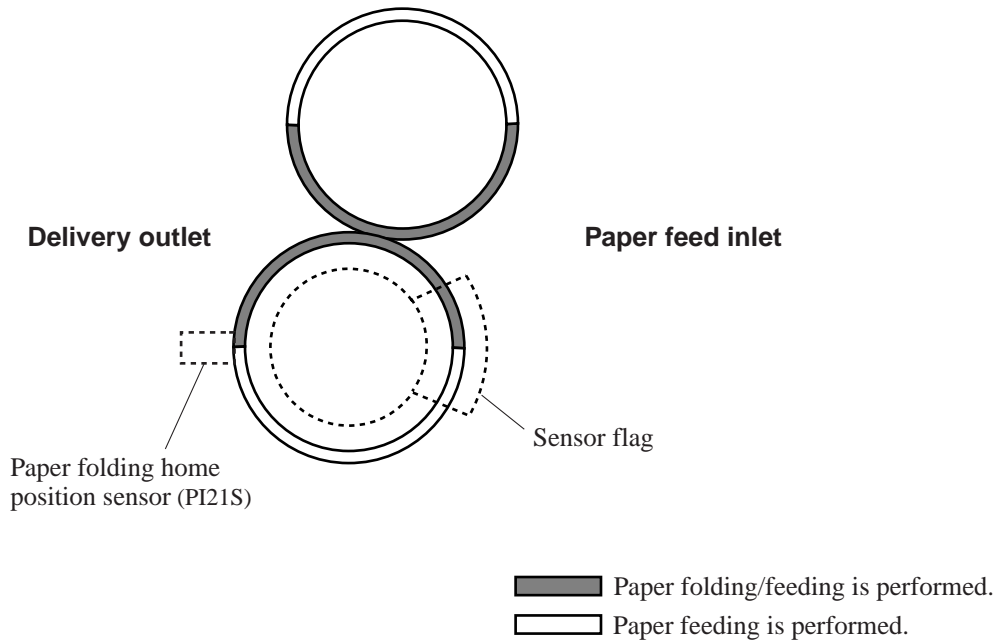 Delivery outlet
Paper feed inlet
Sensor flag
Paper folding home
position sensor (PI21S)
Paper folding/feeding is performed.
Paper feeding is performed.